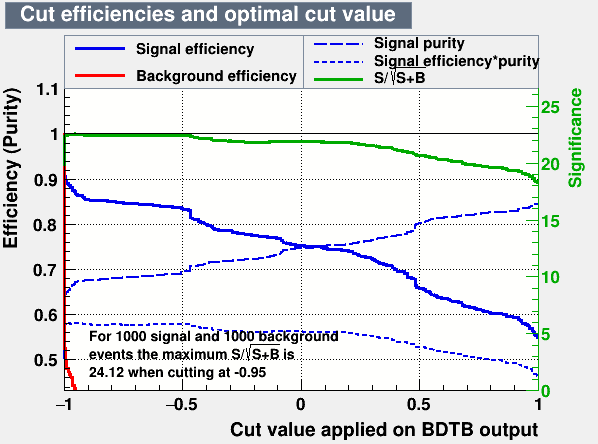 Cut efficiencies and optimal cut value
Signal efficiency
Background efficiency
Signal purity
Signal efficiency*purity
S/√S+B
Efficiency (Purity)
1.1
1
0.9
0.8
0.7
0.6
0.5
Significance
25
20
15
10
5
0
For 1000 signal and 1000 background
events the maximum S/√S+B is
24.12 when cutting at -0.95
−1 −0.5 0 0.5 1
Cut value applied on BDTB output